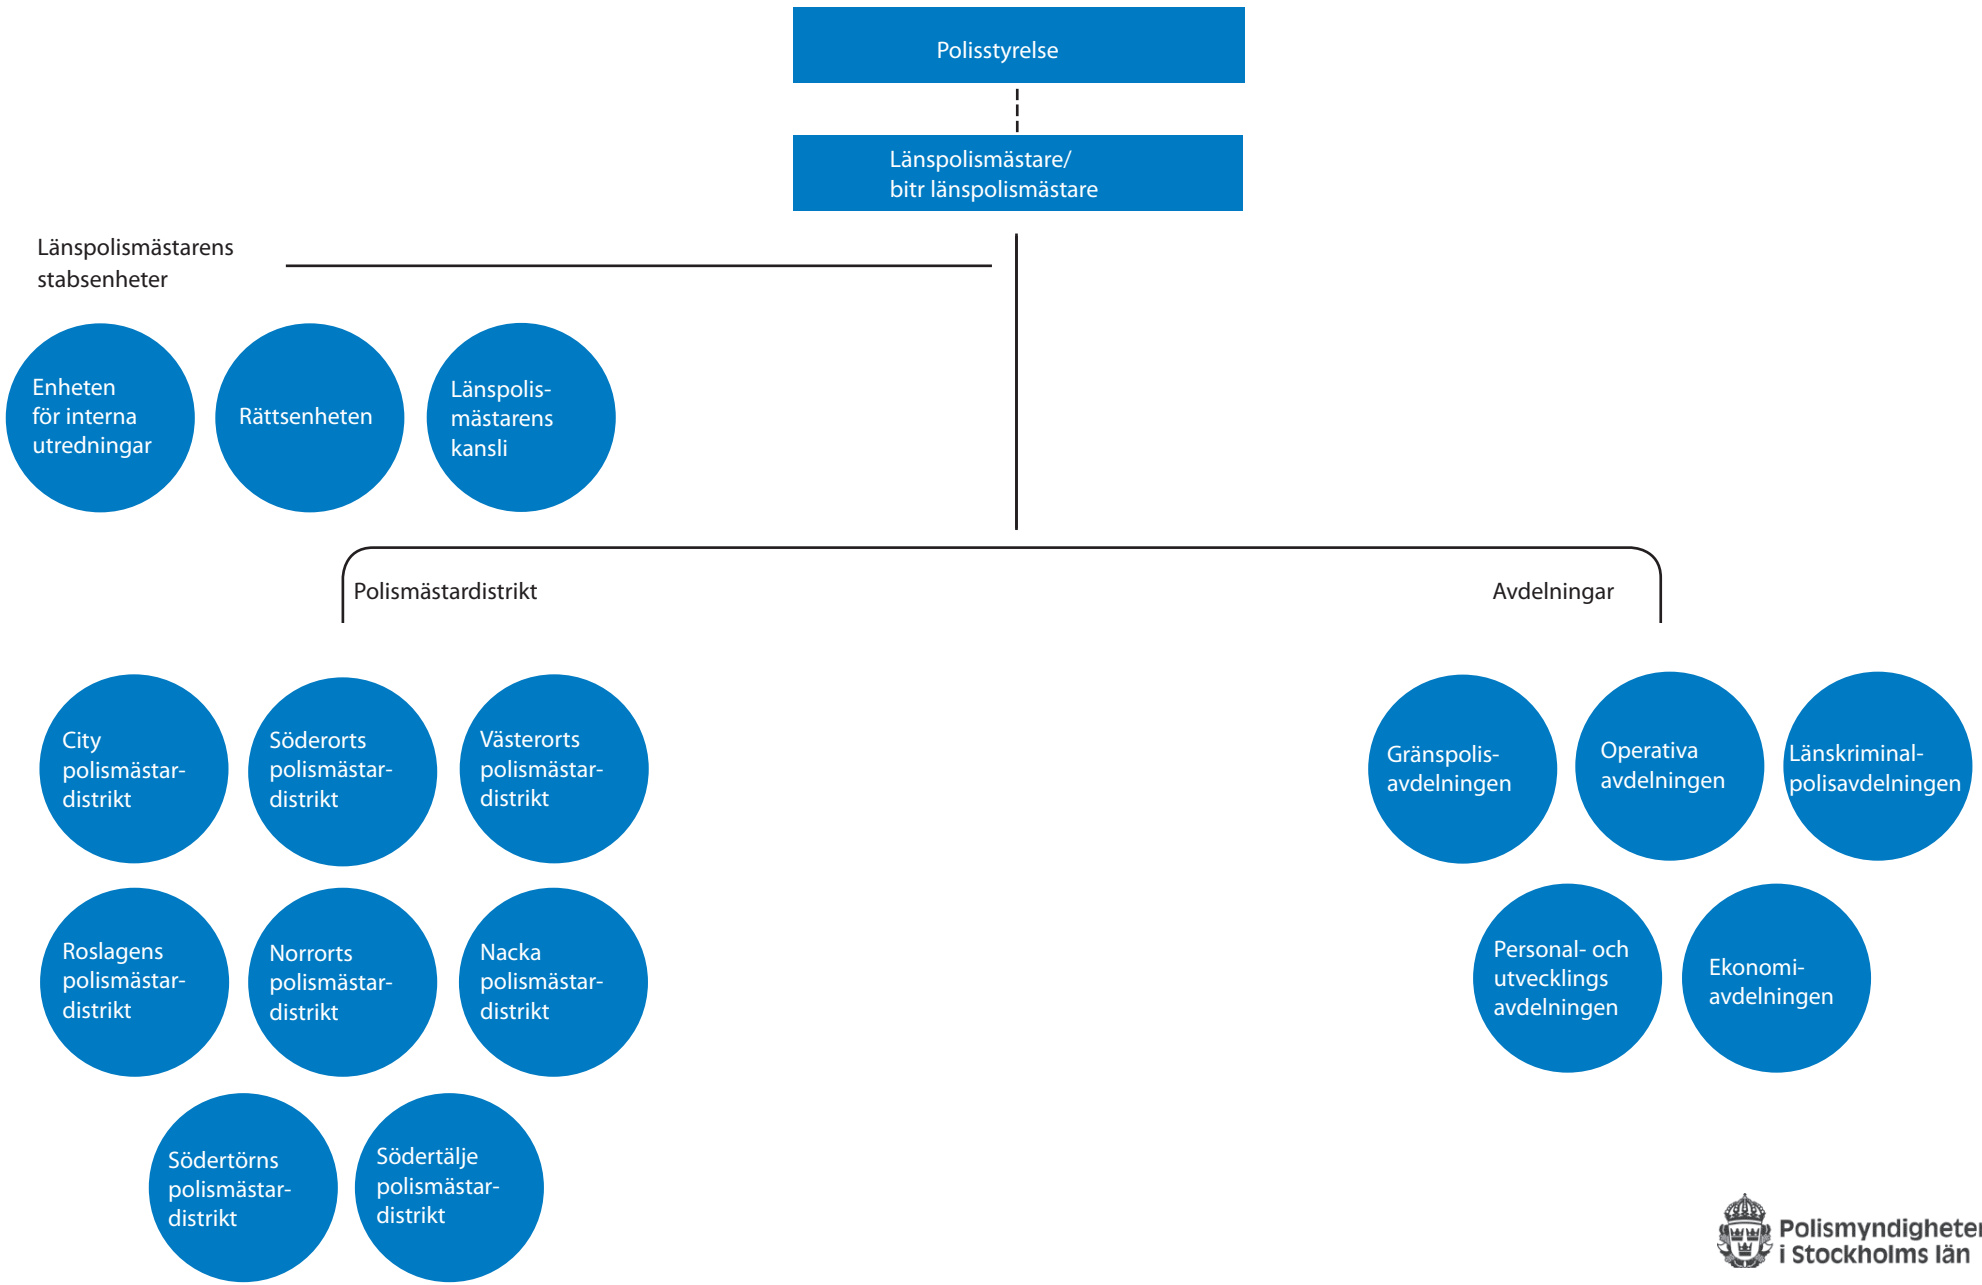 Polisstyrelse
Länspolismästare/
bitr länspolismästare
Länspolismästarens
stabsenheter
Enheten
för interna
utredningar
Rättsenheten
Länspolis-
mästarens
kansli
Polismästardistrikt
Avdelningar
City
polismästar-
distrikt
Söderorts
polismästar-
distrikt
Västerorts
polismästar-
distrikt
Gränspolis-
avdelningen
Operativa
avdelningen
Länskriminal-
polisavdelningen
Roslagens
polismästar-
distrikt
Norrorts
polismästar-
distrikt
Nacka
polismästar-
distrikt
Personal- och
utvecklings
avdelningen
Ekonomi-
avdelningen
Södertörns
polismästar-
distrikt
Södertälje
polismästar-
distrikt
Polismyndigheten
i Stockholms län